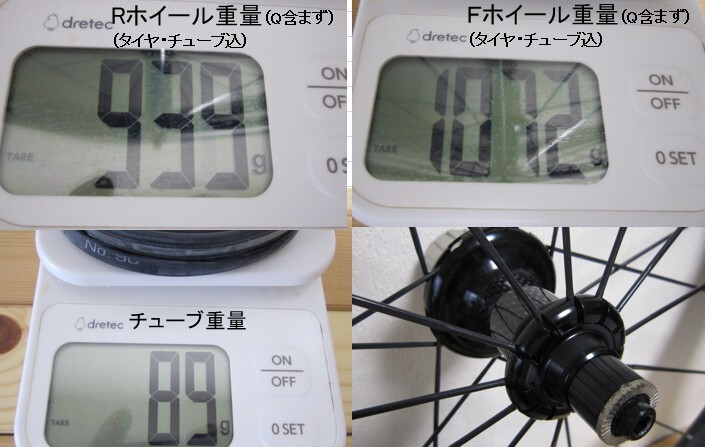 Rホイール重量(Q含まず)
(タイヤ・チューブ込)
dretec
939 g
TARE
ON
OF
0 SET
Fホイール重量(Q含まず)
(タイヤ・チューブ込)
dretec
1072 g
TARE
ON
OFF
0 SET
No. 90
チューブ重量
dretec
89 g
TARE
ON
OFF
0 SET